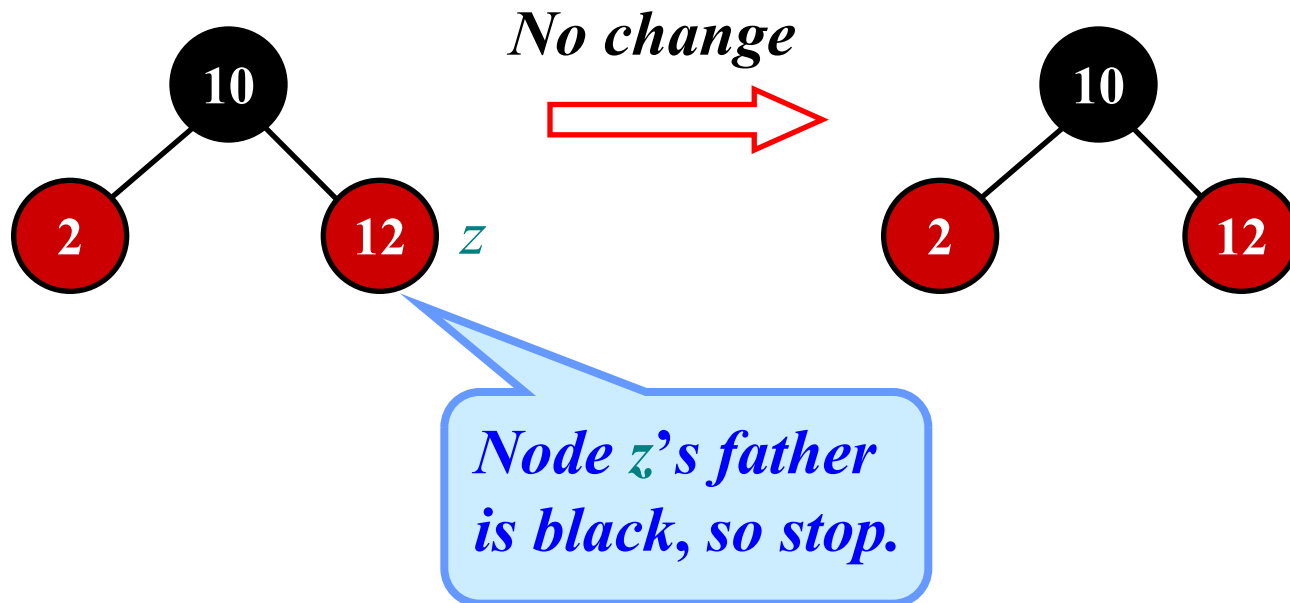 No change
10
10
2
12
z
2
12
Node z’s father
is black, so stop.